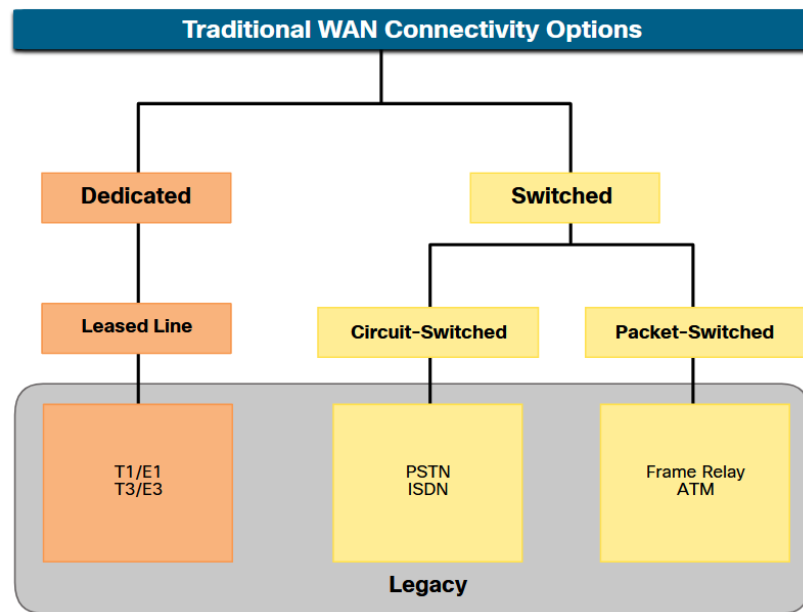 Traditional WAN Connectivity Options
Dedicated
Switched
Leased Line
Circuit-Switched
Packet-Switched
T1/E1
T3/E3
PSTN
ISDN
Frame Relay
ATM
Legacy